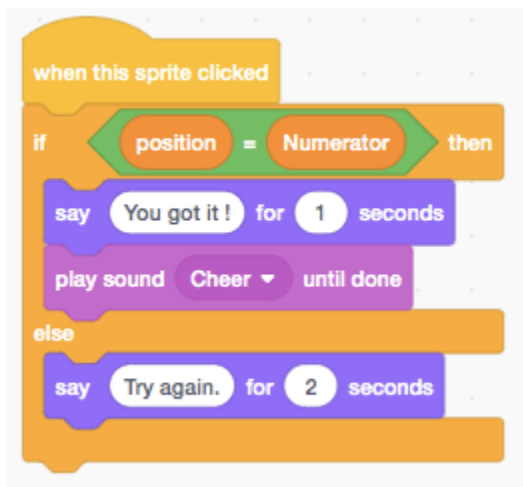 when this sprite clicked
if position = Numerator then
say You got it ! for 1 seconds
play sound Cheer until done
else
say Try again. for 2 seconds